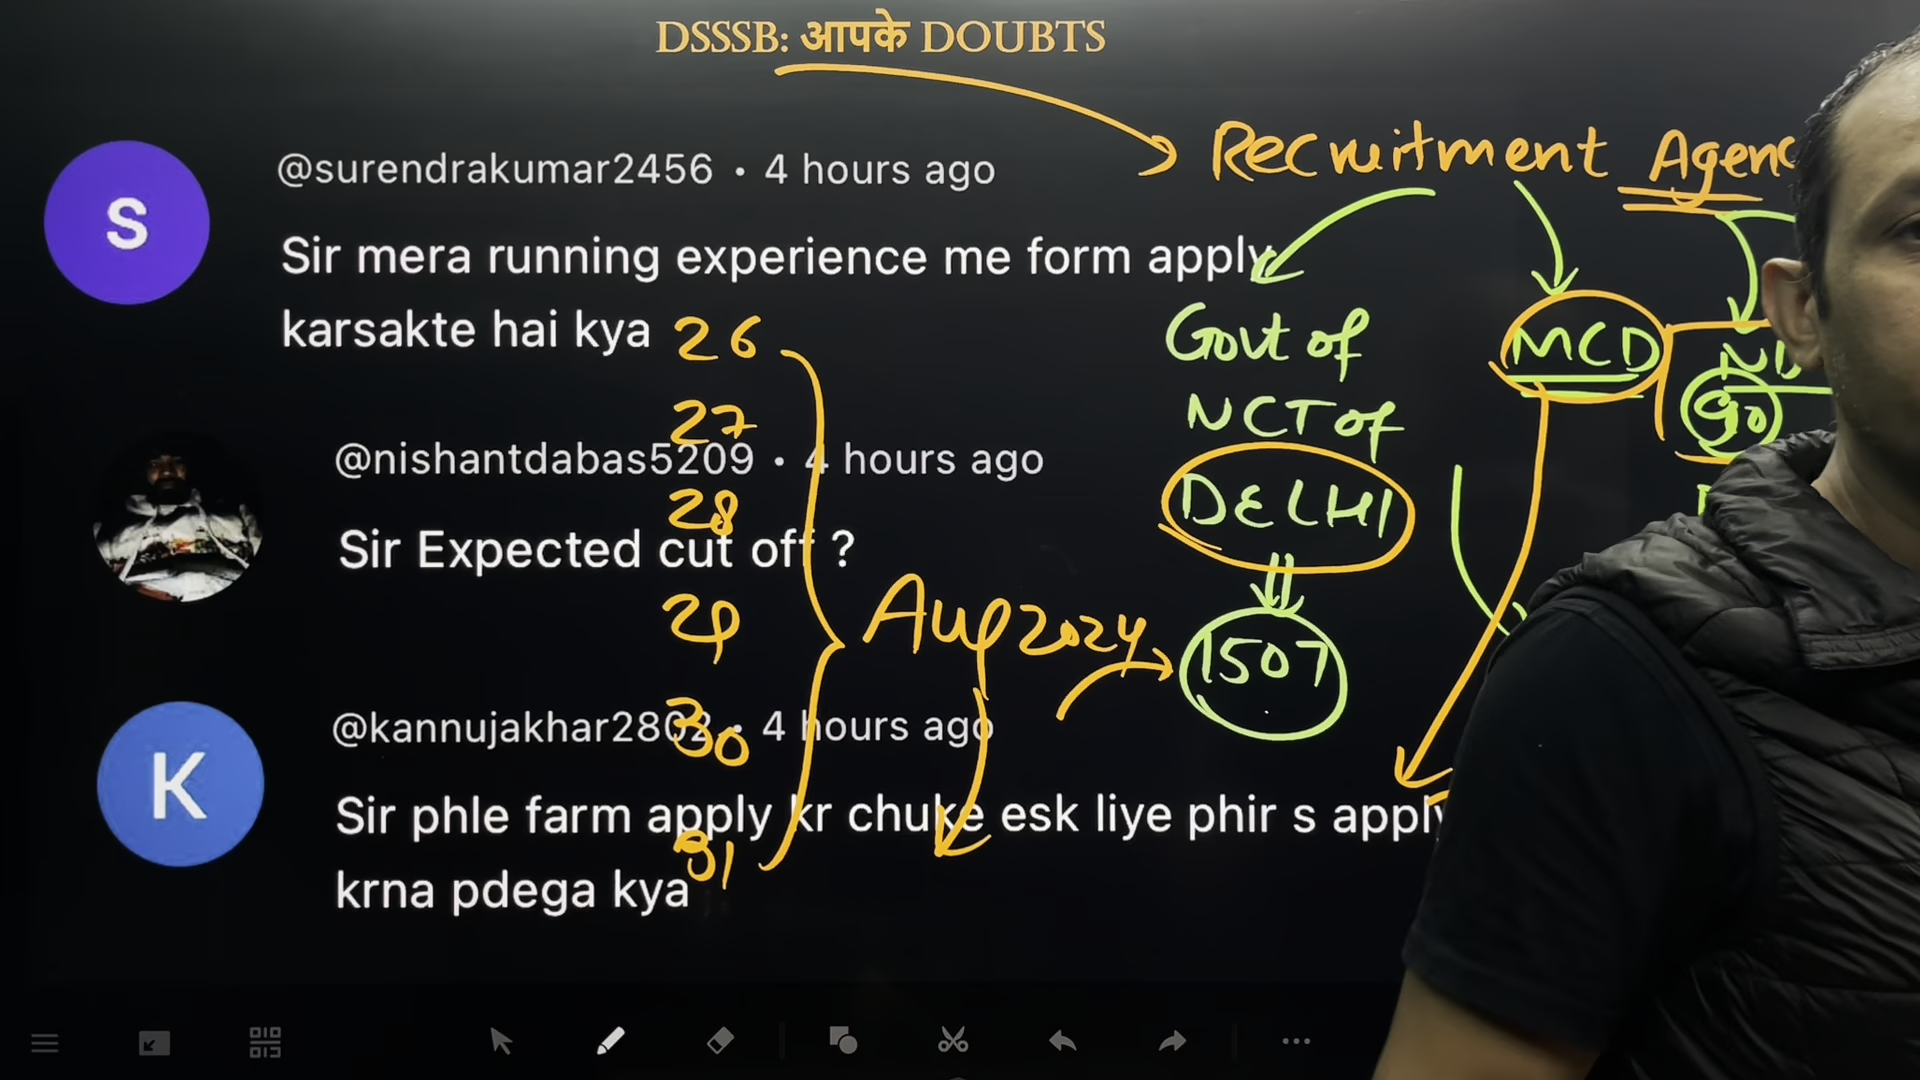 DSSSB: आपके DOUBTS
Recruitment
@surendrakumar2456 • 4 hours ago
Sir mera running experience me form apply
karsakte hai kya
26
27
28
29
30
31
Aug 2024
@nishantdabas5209 • 4 hours ago
Sir Expected cut off ?
@kannujakhar2802 • 4 hours ago
Sir phle farm apply kr chuke esk liye phir s apply
krna pdega kya
Govt of
NCT of
DELHI
1507
MCD
90
S
K